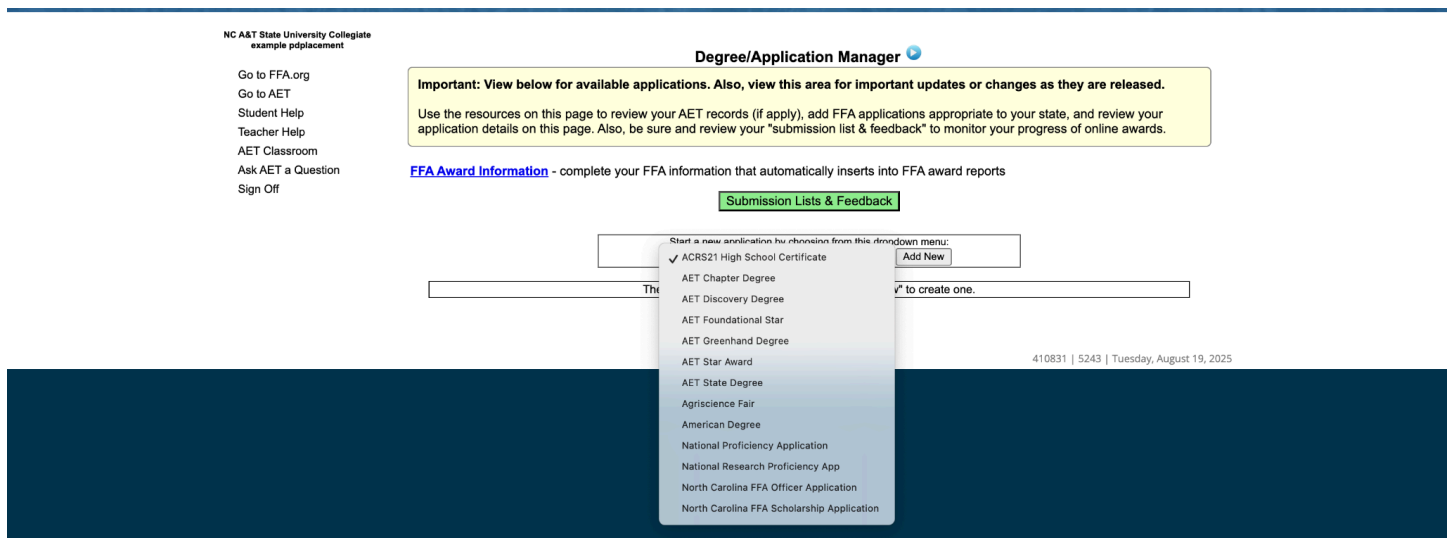 NC A&T State University Collegiate
example pdplacement
Go to FFA.org
Go to AET
Student Help
Teacher Help
AET Classroom
Ask AET a Question
Sign Off
Degree/Application Manager
Important: View below for available applications. Also, view this area for important updates or changes as they are released.
Use the resources on this page to review your AET records (if apply), add FFA applications appropriate to your state, and review your
application details on this page. Also, be sure and review your "submission list & feedback" to monitor your progress of online awards.
FFA Award Information - complete your FFA information that automatically inserts into FFA award reports
Submission Lists & Feedback
Start a new application by choosing from this dropdown menu:
✓ ACRS21 High School Certificate
Add New
AET Chapter Degree
AET Discovery Degree
to create one.
AET Foundational Star
AET Greenhand Degree
AET Star Award
AET State Degree
Agriscience Fair
American Degree
National Proficiency Application
National Research Proficiency App
North Carolina FFA Officer Application
North Carolina FFA Scholarship Application
410831 | 5243 | Tuesday, August 19, 2025